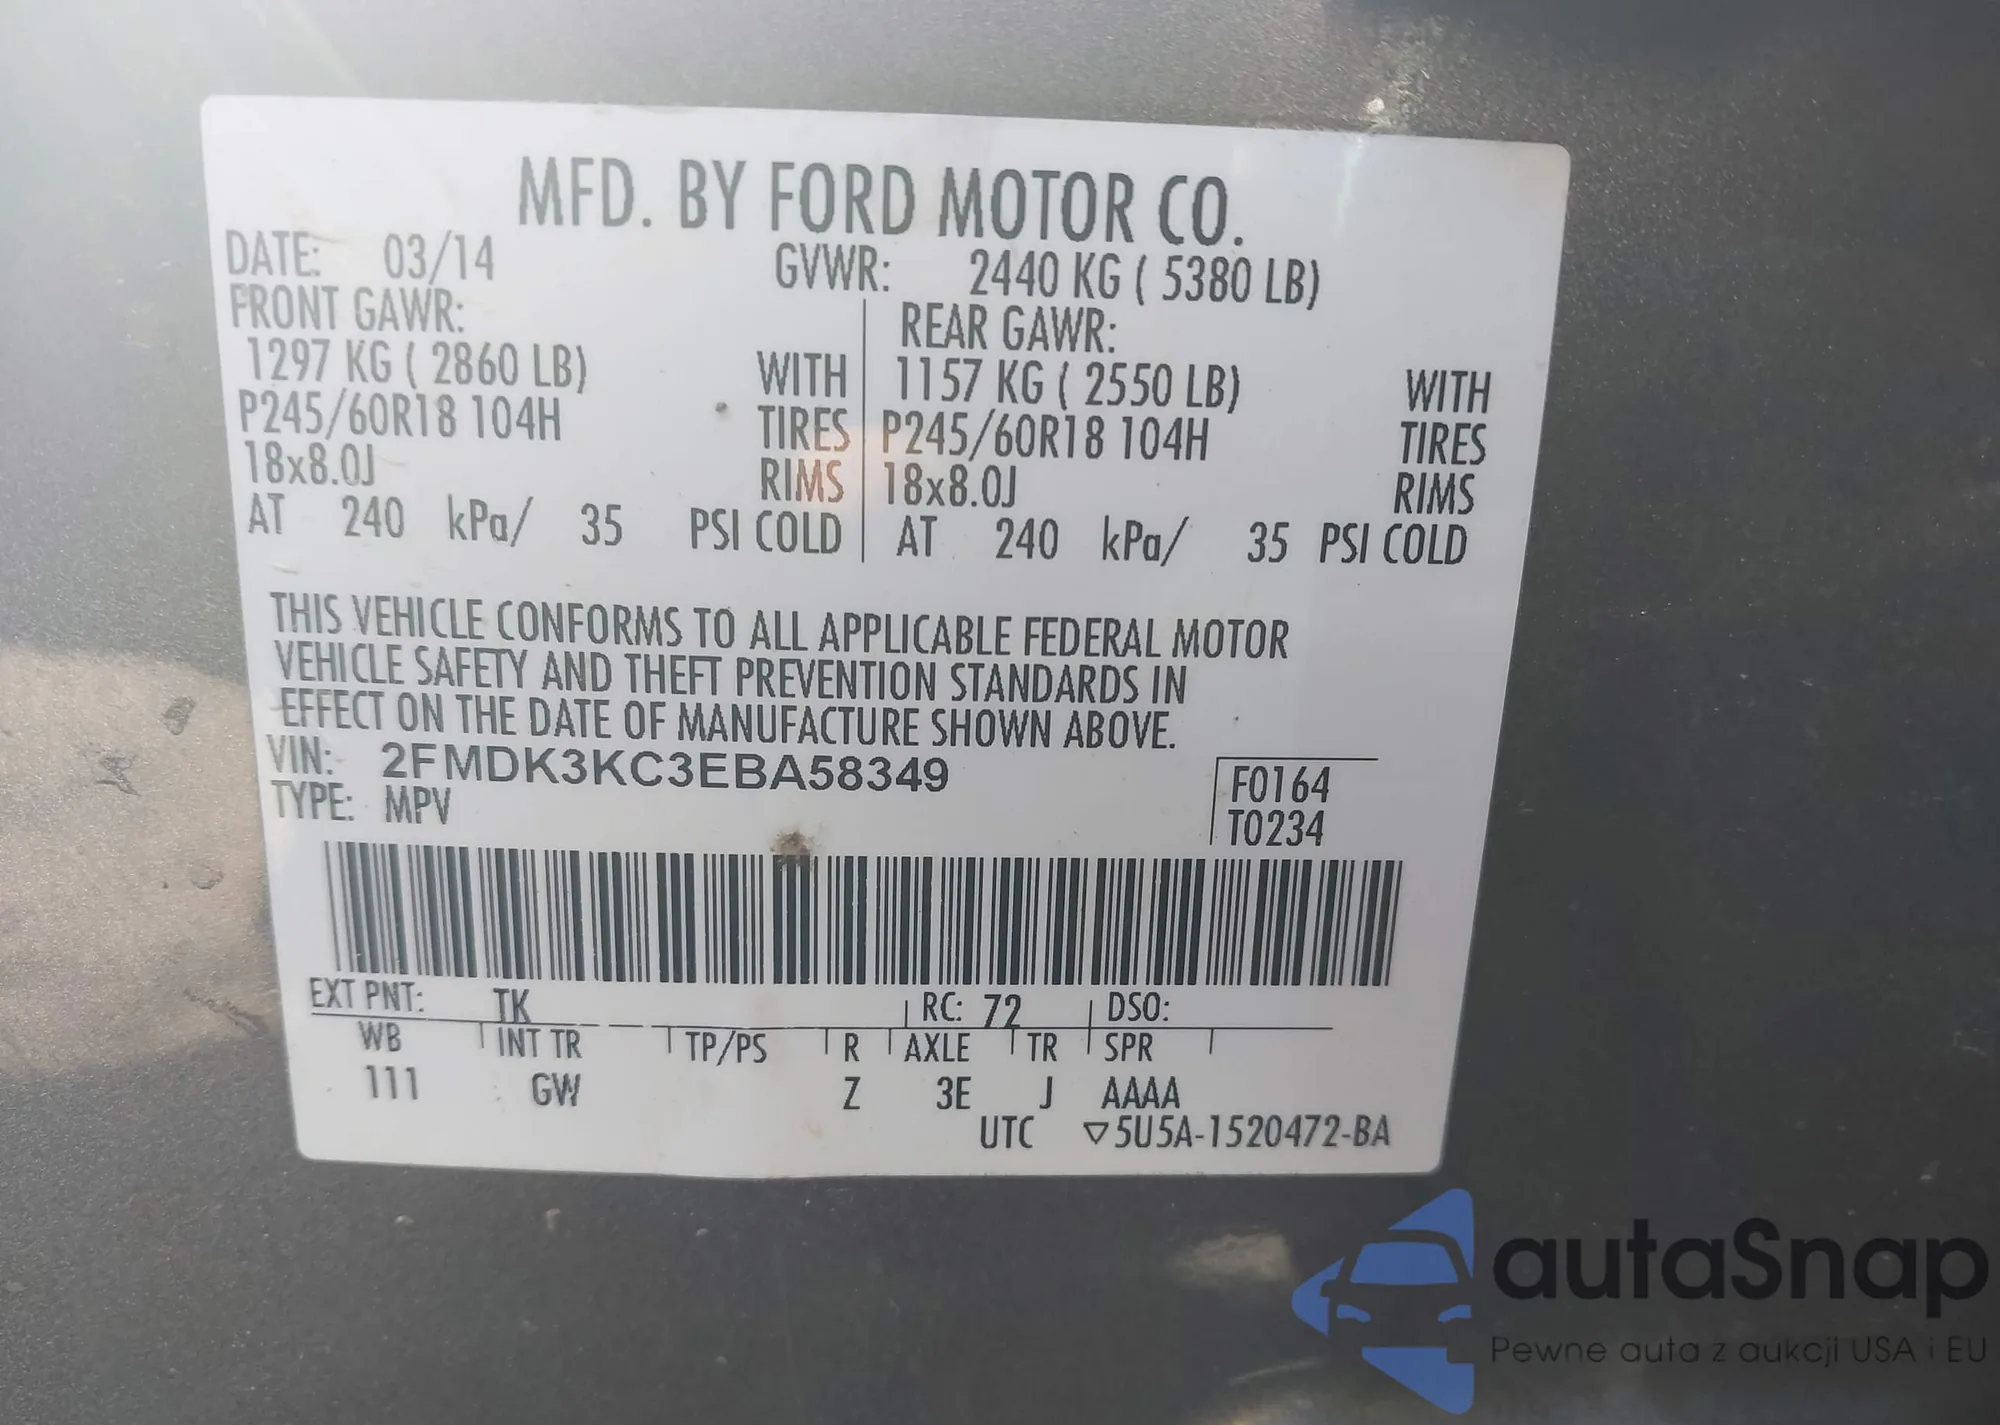 MFD. BY FORD MOTOR CO.
DATE: 03/14 GVWR: 2440 KG ( 5380 LB)
FRONT GAWR: REAR GAWR:
1297 KG ( 2860 LB) WITH 1157 KG ( 2550 LB) WITH
P245/60R18 104H TIRES P245/60R18 104H TIRES
18x8.0J RIMS 18x8.0J RIMS
AT 240 kPa/ 35 PSI COLD AT 240 kPa/ 35 PSI COLD
THIS VEHICLE CONFORMS TO ALL APPLICABLE FEDERAL MOTOR
VEHICLE SAFETY AND THEFT PREVENTION STANDARDS IN
EFFECT ON THE DATE OF MANUFACTURE SHOWN ABOVE.
VIN: 2FMDK3KC3EBA58349 F0164
TYPE: MPV T0234
EXT PNT: TK RC: 72 DSO:
WB INT TR TP/PS R AXLE TR SPR
111 GW Z 3E J AAAA
UTC ▽5U5A-1520472-BA
autaSnap
Pewne auta z aukcji USA i EU